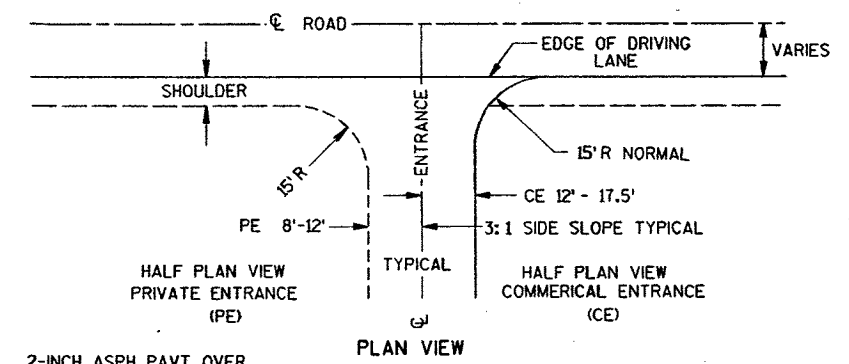 ℄ ROAD
EDGE OF DRIVING
LANE
VARIES
SHOULDER
ENTRANCE
15' R
15'R NORMAL
CE 12' - 17.5'
PE 8'-12'
3:1 SIDE SLOPE TYPICAL
TYPICAL
HALF PLAN VIEW
PRIVATE ENTRANCE
(PE)
HALF PLAN VIEW
COMMERICAL ENTRANCE
(CE)
℄
PLAN VIEW
2-INCH ASPH PAVT OVER